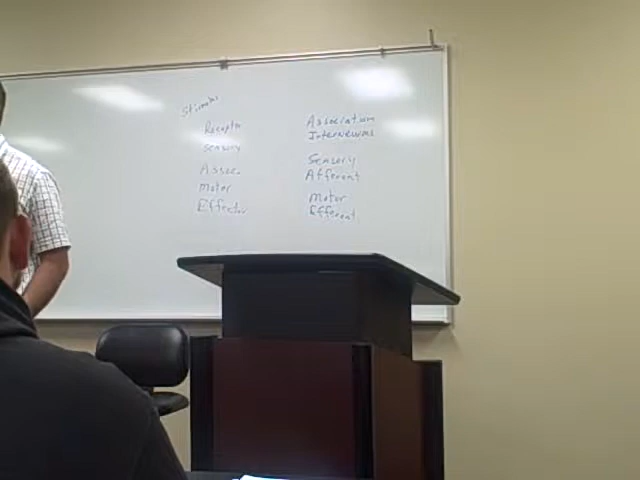 Stimulus
Receptor
Sensory
Assoc.
Motor
Effector
Association
Interneurons
Sensory
Afferent
Motor
Efferent